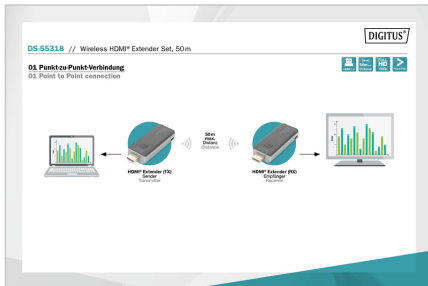 DIGITUS®
DS-55318 // Wireless HDMI® Extender Set, 50m
01 Punkt-zu-Punkt-Verbindung
01 Point to Point connection
50m
max.
Distanz
Distance
HDMI® Extender (TX)
Sender
Transmitter
HDMI® Extender (RX)
Empfänger
Receiver